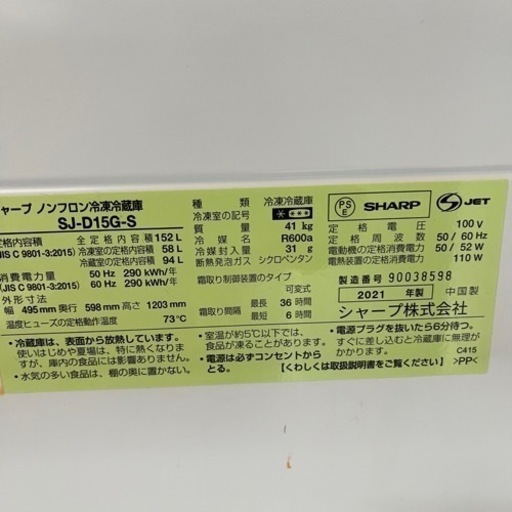 ャープ ノンフロン冷凍冷蔵庫
SJ-D15G-S
定格内容積
(JIS C 9801-3:2015)
全定格内容積 152 L
冷凍室の定格内容積 58 L
冷蔵室の定格内容積 94 L
消費電力量
(JIS C 9801-3:2015)
50 Hz 290 kWh/年
60 Hz 290 kWh/年
外形寸法
幅 495 mm 奥行 598 mm 高さ 1203 mm
温度ヒューズの定格動作温度 73℃
種類 冷凍冷蔵庫
冷凍室の記号
質量 41 kg
冷媒名 R600a
冷媒封入量 31 g
断熱発泡ガス シクロペンタン
霜取り制御装置のタイプ
可変式
霜取り間隔 最長 36 時間
最短 6 時間
PS
E
SHARP
S JET
定格電圧 100 V
定格周波数 50 / 60 Hz
電動機の定格消費電力 50 / 52 W
電熱装置の定格消費電力 110 W
製造番号 90038598
2021 年製 中国製
シャープ株式会社
・冷蔵庫は、表面から放熱しています。
使いはじめや夏場は、特に熱くなりま
すが、庫内の食品には影響ありません。
・水気の多い食品は、棚の奥に置かない。
・室温が約5℃以下では、
食品が凍ることがあります。
・電源は必ずコンセントから
とる。
・電源プラグを抜いたら6分待つ。
すぐに差し込むと冷蔵庫に無理が
かかります。
C415
【くわしくは取扱説明書をご覧ください】 >PP<